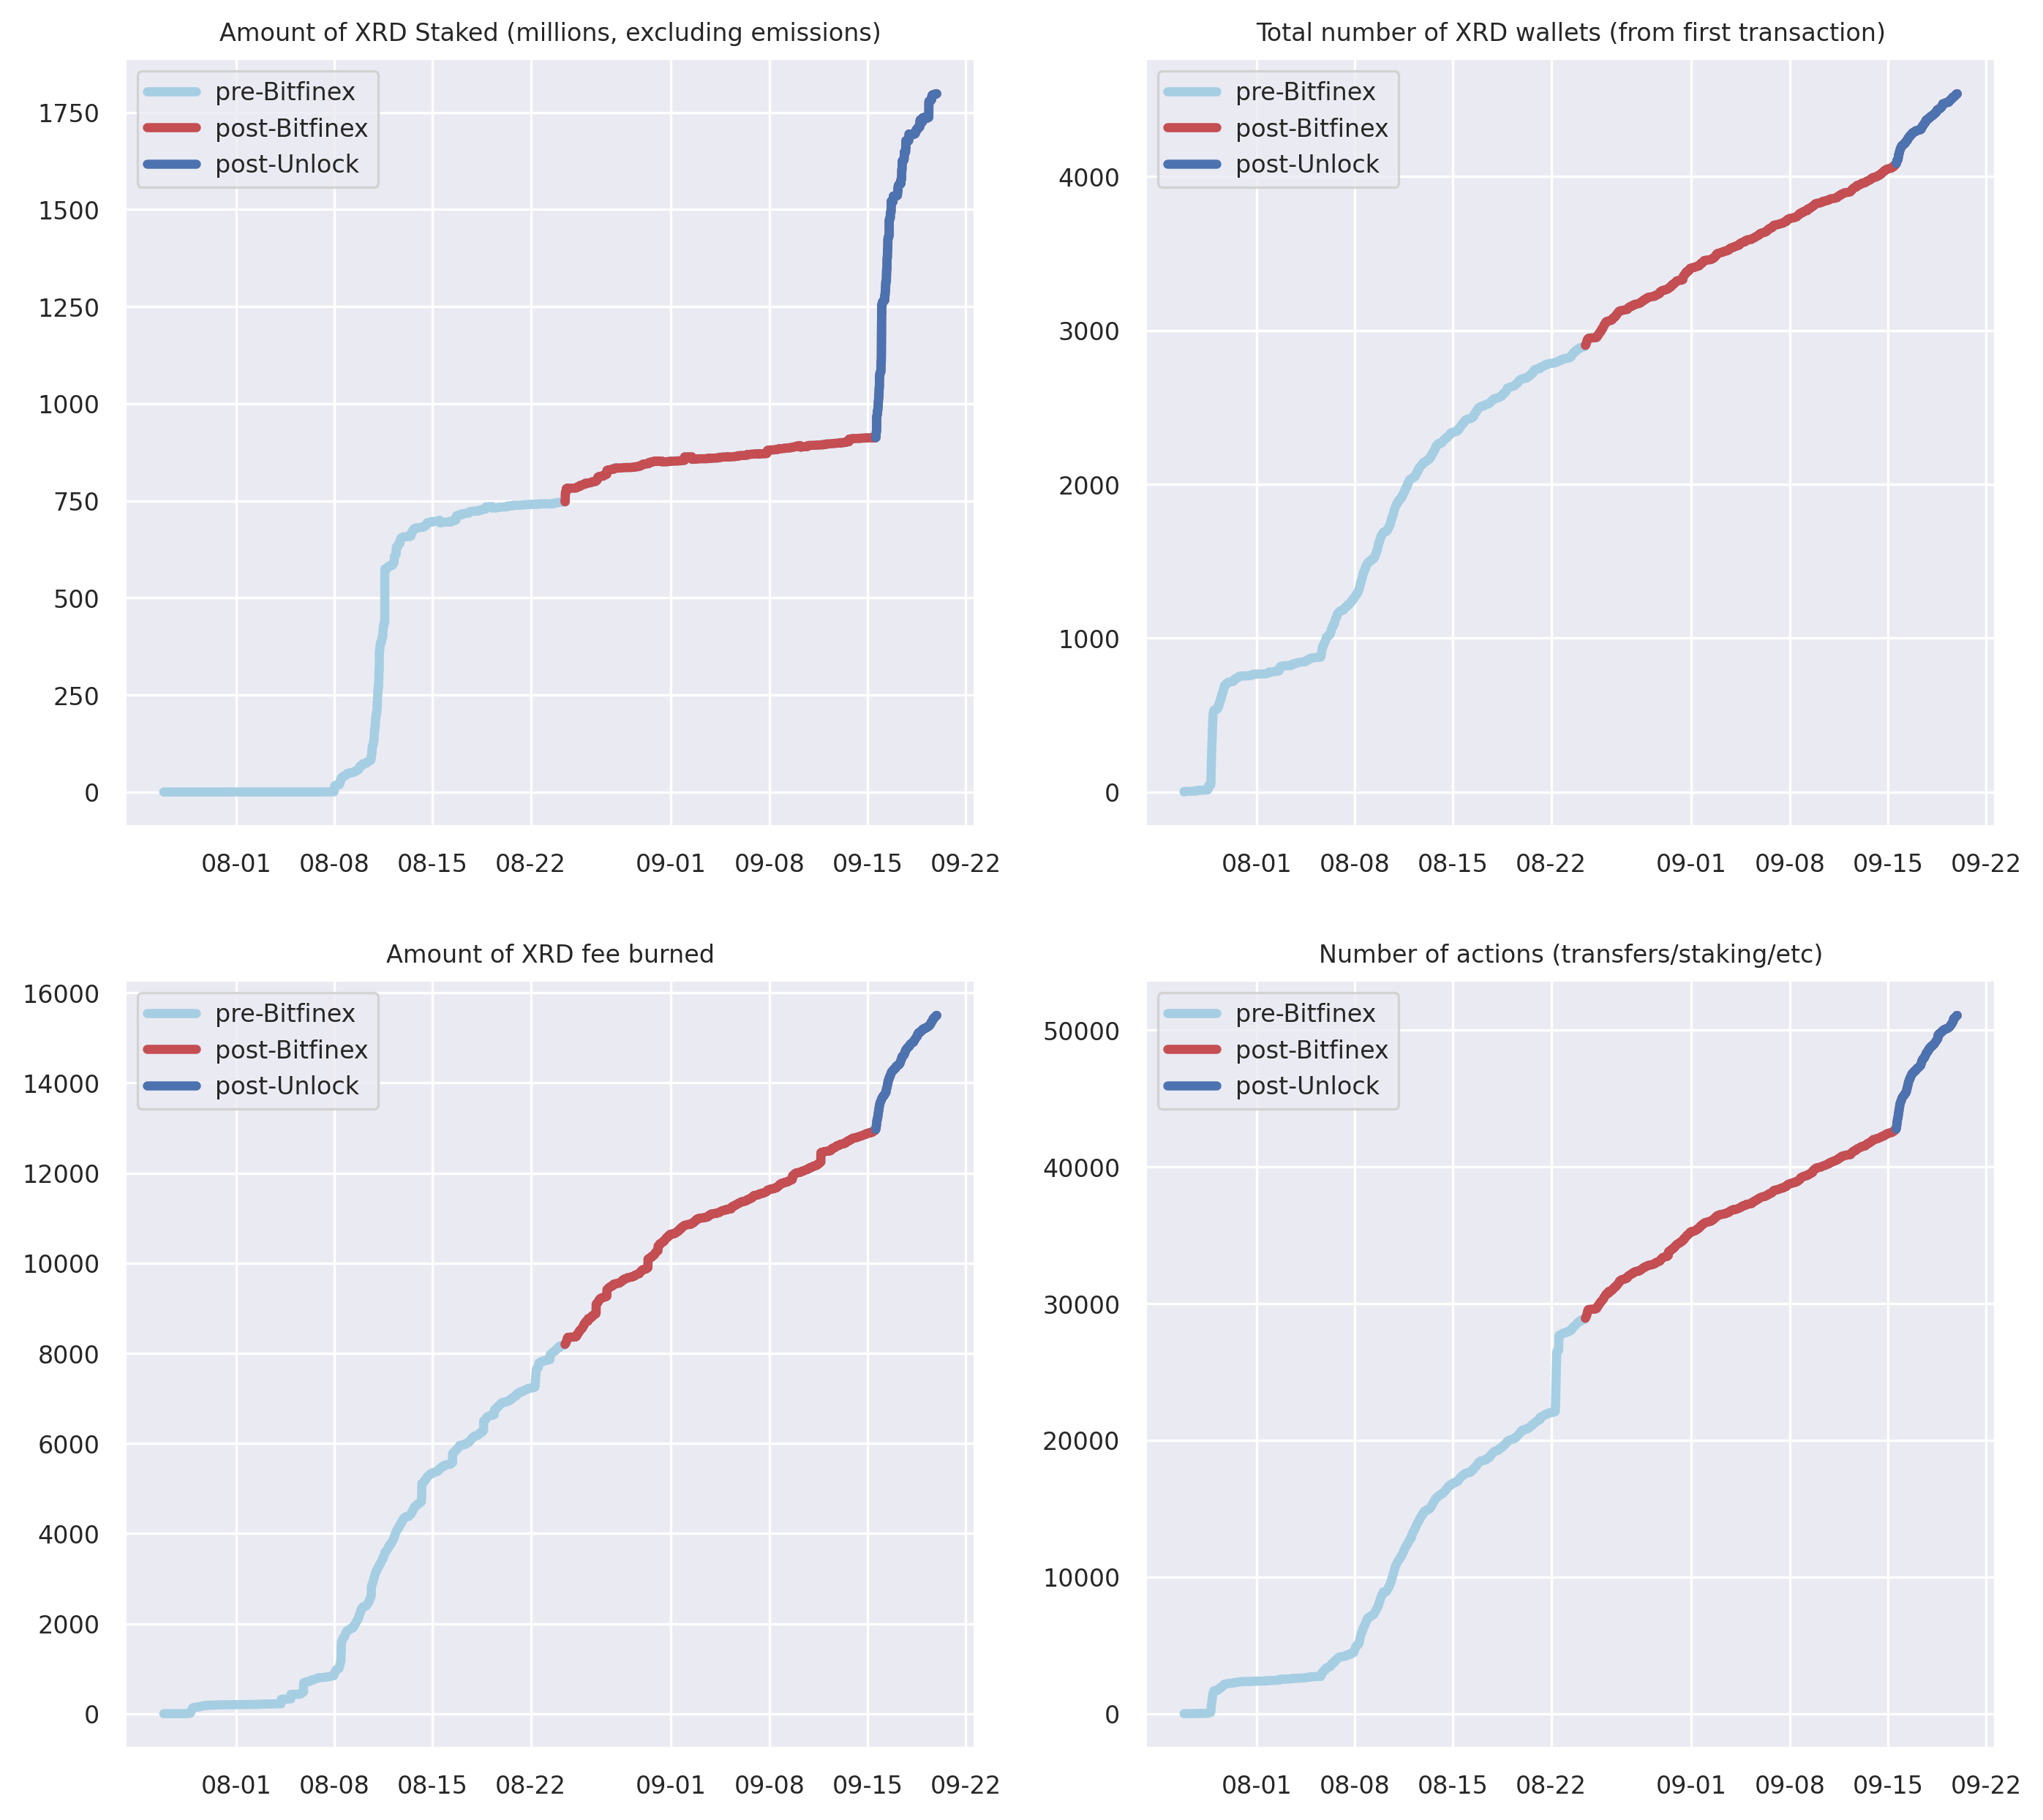 Amount of XRD Staked (millions, excluding emissions)
pre-Bitfinex
post-Bitfinex
post-Unlock
1750
1500
1250
1000
750
500
250
0
08-01 08-08 08-15 08-22 09-01 09-08 09-15 09-22
Total number of XRD wallets (from first transaction)
pre-Bitfinex
post-Bitfinex
post-Unlock
4000
3000
2000
1000
0
08-01 08-08 08-15 08-22 09-01 09-08 09-15 09-22
Amount of XRD fee burned
pre-Bitfinex
post-Bitfinex
post-Unlock
16000
14000
12000
10000
8000
6000
4000
2000
0
08-01 08-08 08-15 08-22 09-01 09-08 09-15 09-22
Number of actions (transfers/staking/etc)
pre-Bitfinex
post-Bitfinex
post-Unlock
50000
40000
30000
20000
10000
0
08-01 08-08 08-15 08-22 09-01 09-08 09-15 09-22